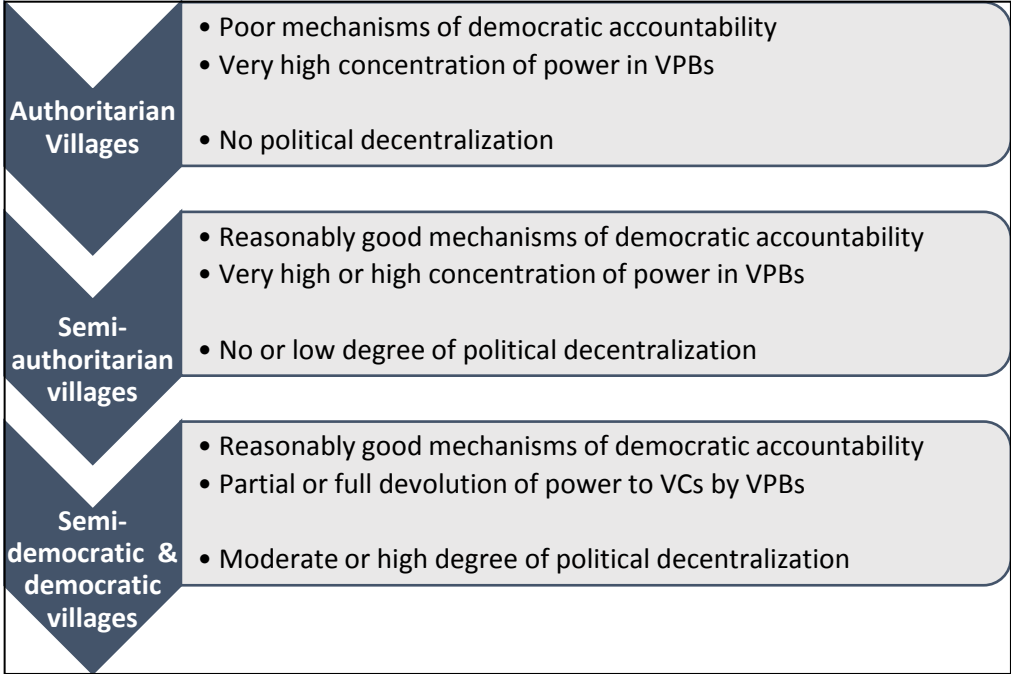 Authoritarian
Villages
• Poor mechanisms of democratic accountability
• Very high concentration of power in VPBs
• No political decentralization
Semi-
authoritarian
villages
• Reasonably good mechanisms of democratic accountability
• Very high or high concentration of power in VPBs
• No or low degree of political decentralization
Semi-
democratic &
democratic
villages
• Reasonably good mechanisms of democratic accountability
• Partial or full devolution of power to VCs by VPBs
• Moderate or high degree of political decentralization